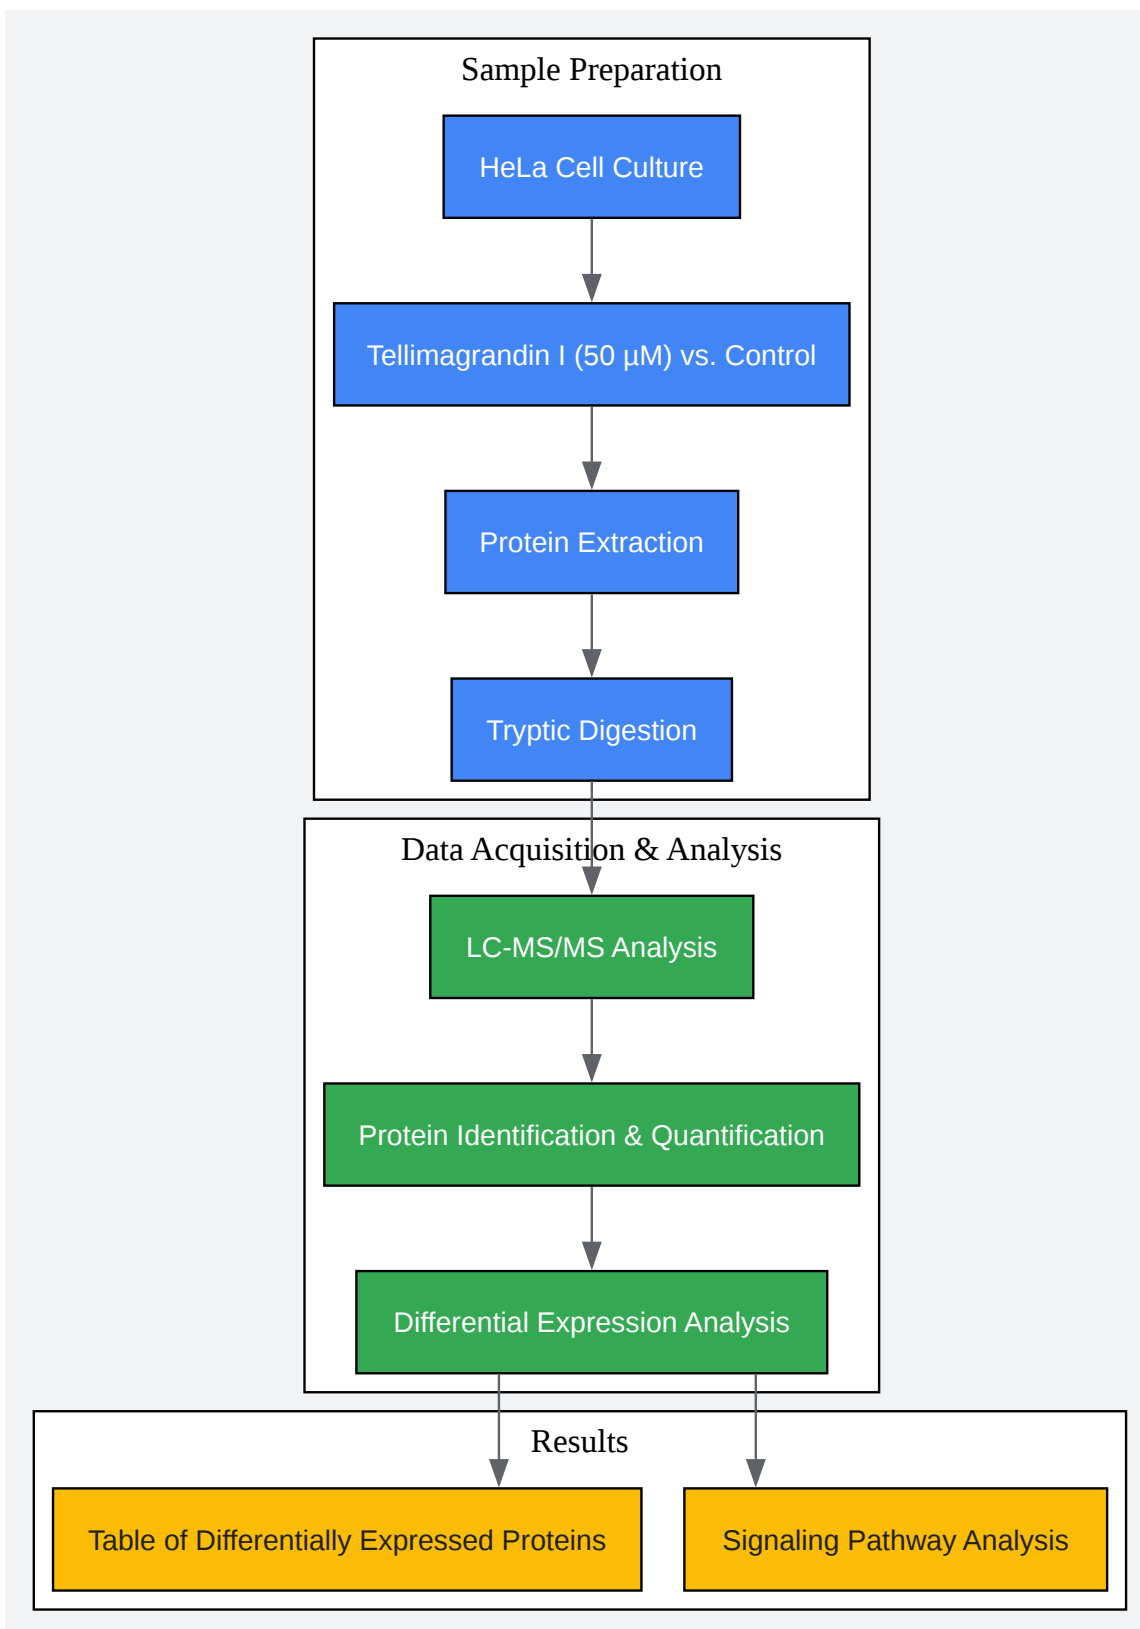 Sample Preparation
HeLa Cell Culture
Tellimagrandin I (50 µM) vs. Control
Protein Extraction
Tryptic Digestion
Data Acquisition & Analysis
LC-MS/MS Analysis
Protein Identification & Quantification
Differential Expression Analysis
Results
Table of Differentially Expressed Proteins
Signaling Pathway Analysis